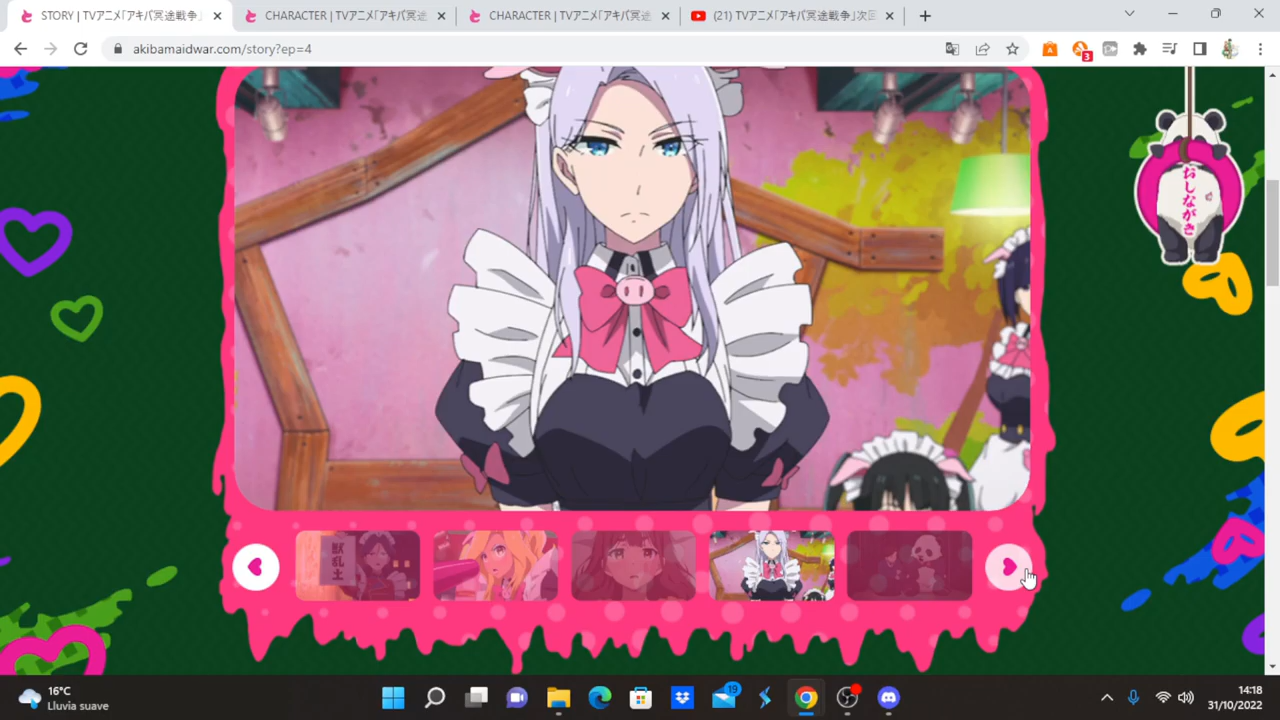 STORY | TVアニメ「アキバ冥途戦争」
CHARACTER | TVアニメ「アキバ冥途
CHARACTER | TVアニメ「アキバ冥途
(21) TVアニメ「アキバ冥途戦争」次回
akibamaidwar.com/story?ep=4
3
おしながき
獣乱土
16°C
Lluvia suave
19
14:18
31/10/2022